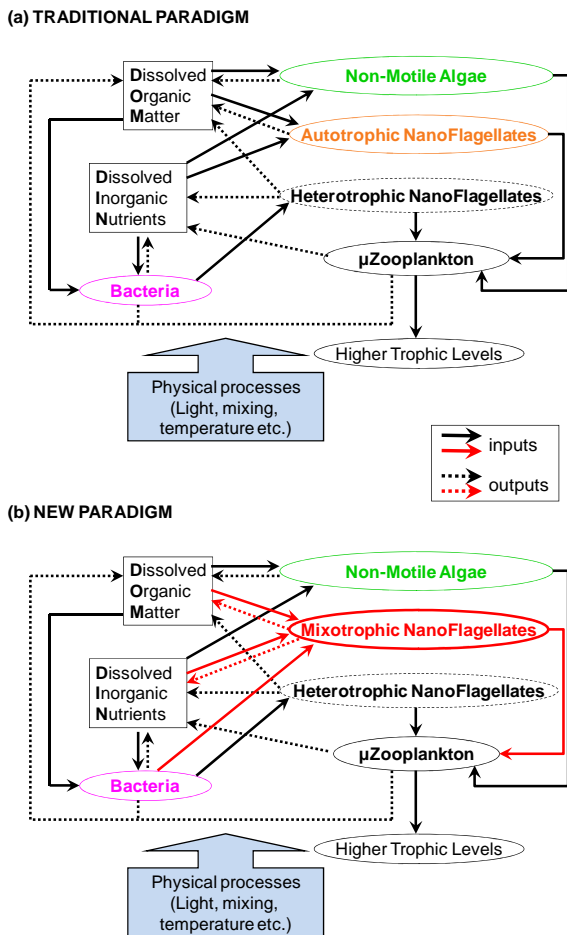 (a) TRADITIONAL PARADIGM
Dissolved
Organic
Matter
Non-Motile Algae
Autotrophic NanoFlagellates
Dissolved
Inorganic
Nutrients
Heterotrophic NanoFlagellates
µZooplankton
Bacteria
Higher Trophic Levels
Physical processes
(Light, mixing,
temperature etc.)
inputs
outputs
(b) NEW PARADIGM
Dissolved
Organic
Matter
Non-Motile Algae
Mixotrophic NanoFlagellates
Dissolved
Inorganic
Nutrients
Heterotrophic NanoFlagellates
µZooplankton
Bacteria
Higher Trophic Levels
Physical processes
(Light, mixing,
temperature etc.)